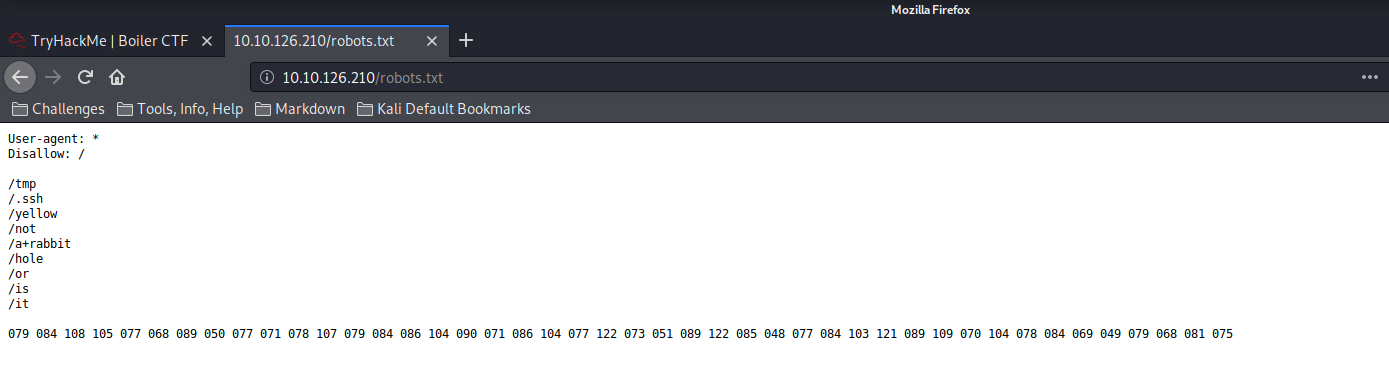 Mozilla Firefox
TryHackMe | Boiler CTF
10.10.126.210/robots.txt
10.10.126.210/robots.txt
Challenges
Tools, Info, Help
Markdown
Kali Default Bookmarks
User-agent: *
Disallow: /
/tmp
/.ssh
/yellow
/not
/a+rabbit
/hole
/or
/is
/it
079 084 108 105 077 068 089 050 077 071 078 107 079 084 086 104 090 071 086 104 077 122 073 051 089 122 085 048 077 084 103 121 089 109 070 104 078 084 069 049 079 068 081 075